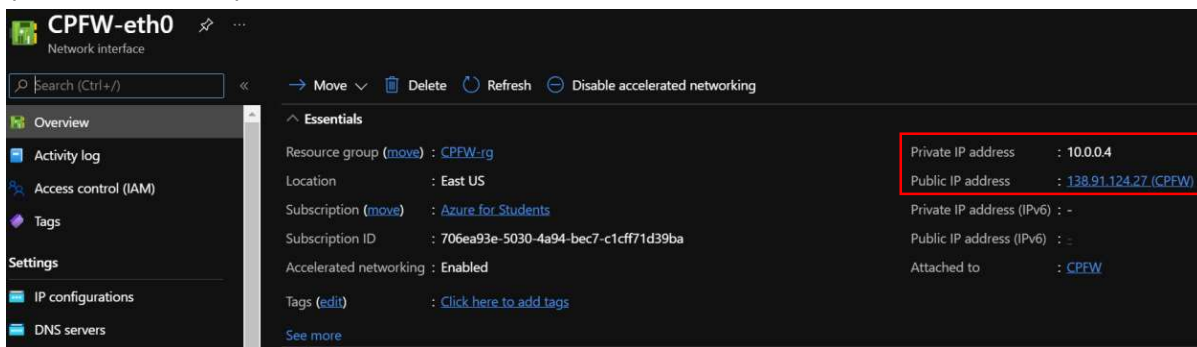 CPFW-eth0
Network interface
Search (Ctrl+/)
«
Move
Delete
Refresh
Disable accelerated networking
Overview
Activity log
Access control (IAM)
Tags
Settings
IP configurations
DNS servers
Essentials
Resource group (move) : CPFW-rg
Location : East US
Subscription (move) : Azure for Students
Subscription ID : 706ea93e-5030-4a94-bec7-c1cff71d39ba
Accelerated networking : Enabled
Tags (edit) : Click here to add tags
See more
Private IP address : 10.0.0.4
Public IP address : 138.91.124.27 (CPFW)
Private IP address (IPv6) : -
Public IP address (IPv6) : -
Attached to : CPFW